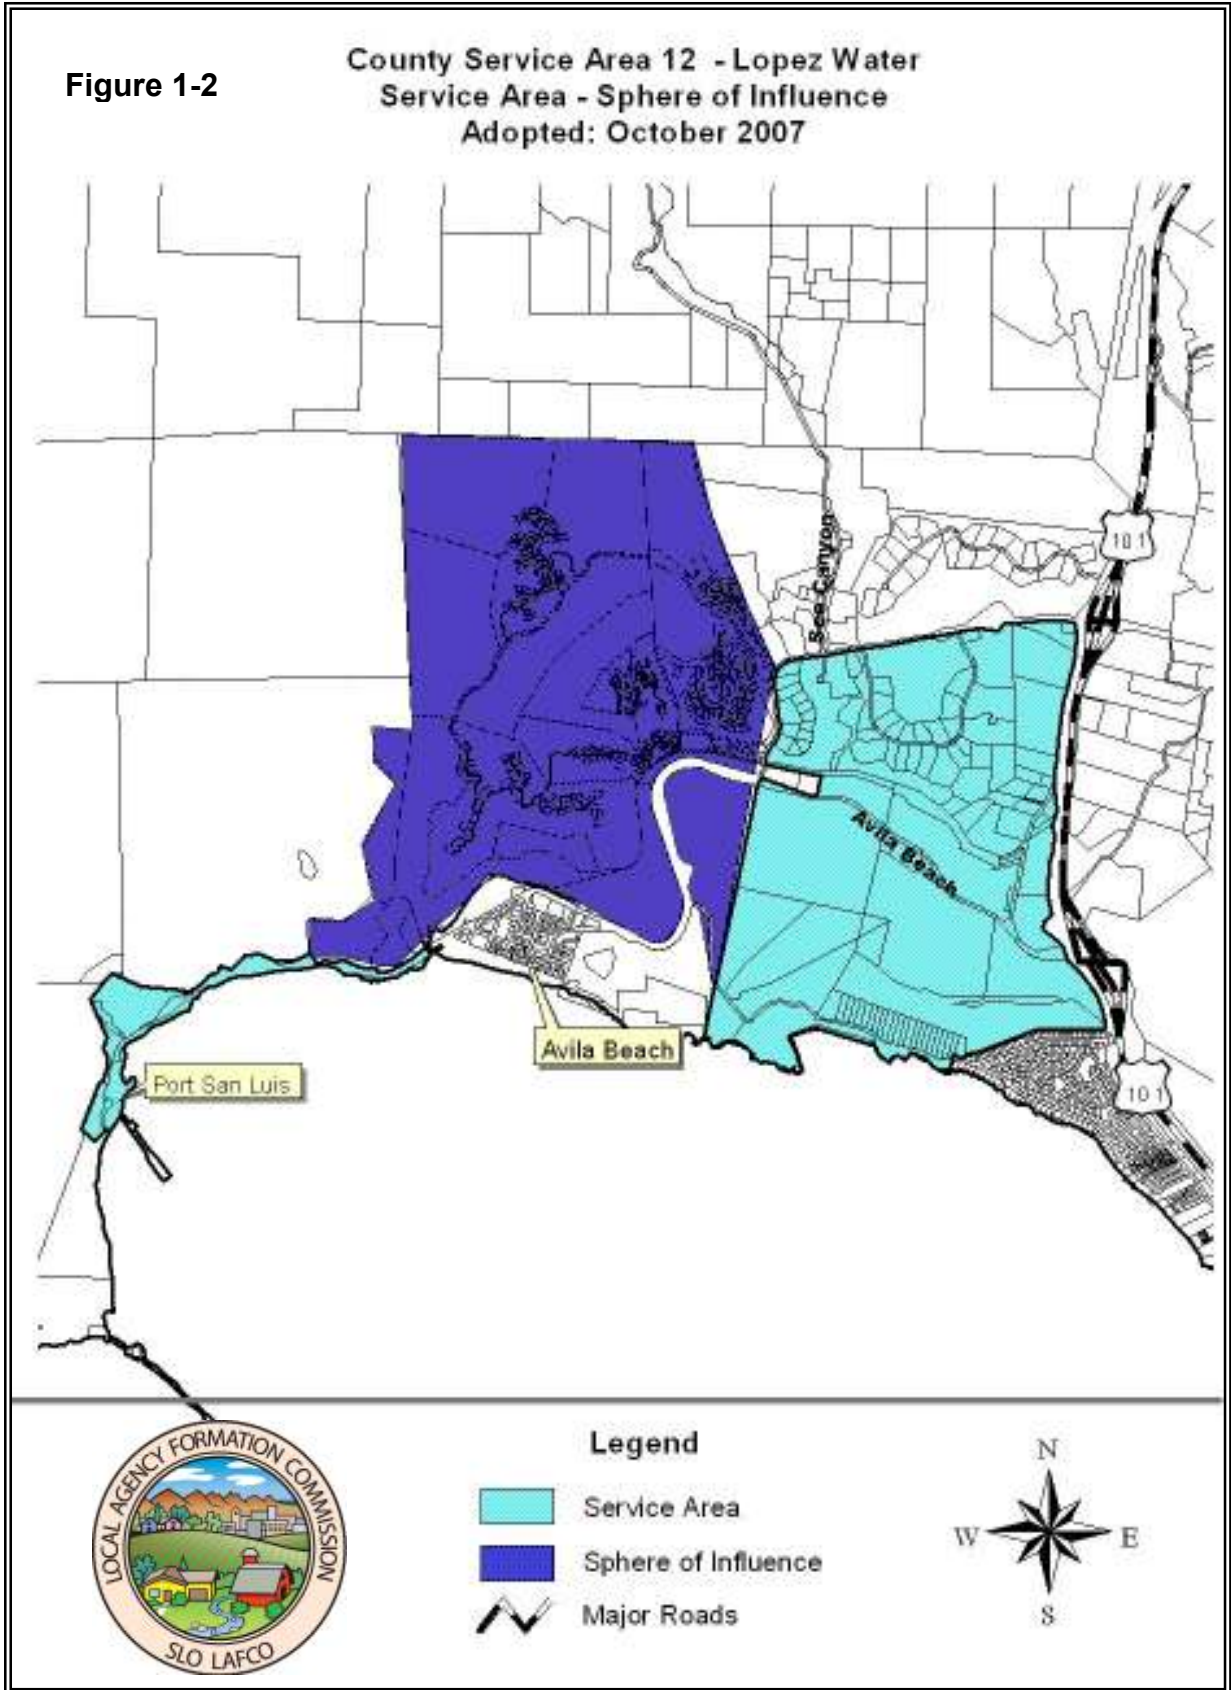 Figure 1-2
County Service Area 12 - Lopez Water
Service Area - Sphere of Influence
Adopted: October 2007
See Canyon
101
Avila Beach
Avila Beach
Port San Luis
101
Legend
Service Area
Sphere of Influence
Major Roads
N
W
E
S
LOCAL AGENCY FORMATION COMMISSION
SLO LAFCO